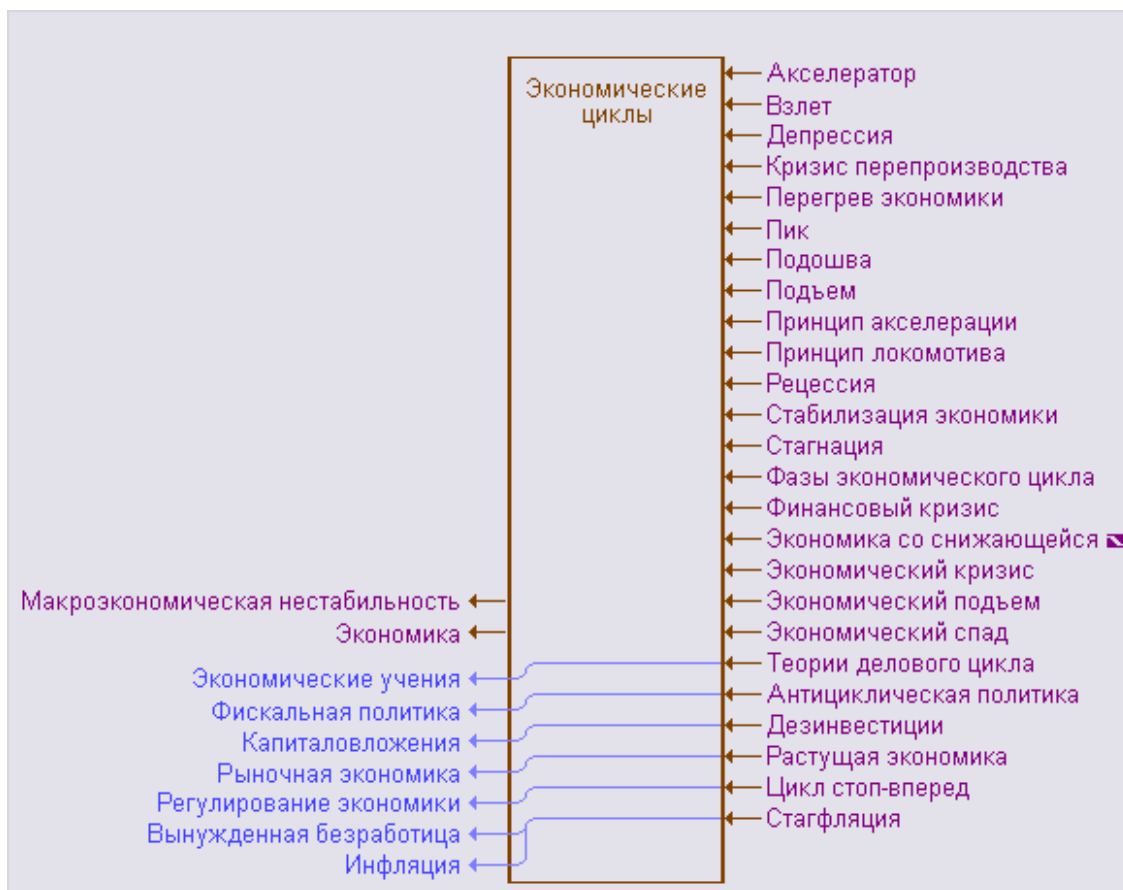 Экономические
циклы
Акселератор
Взлет
Депрессия
Кризис перепроизводства
Перегрев экономики
Пик
Подошва
Подъем
Принцип акселерации
Принцип локомотива
Рецессия
Стабилизация экономики
Стагнация
Фазы экономического цикла
Финансовый кризис
Экономика со снижающейся
Экономический кризис
Экономический подъем
Экономический спад
Теории делового цикла
Антициклическая политика
Дезинвестиции
Растущая экономика
Цикл стоп-вперед
Стагфляция
Макроэкономическая нестабильность
Экономика
Экономические учения
Фискальная политика
Капиталовложения
Рыночная экономика
Регулирование экономики
Вынужденная безработица
Инфляция